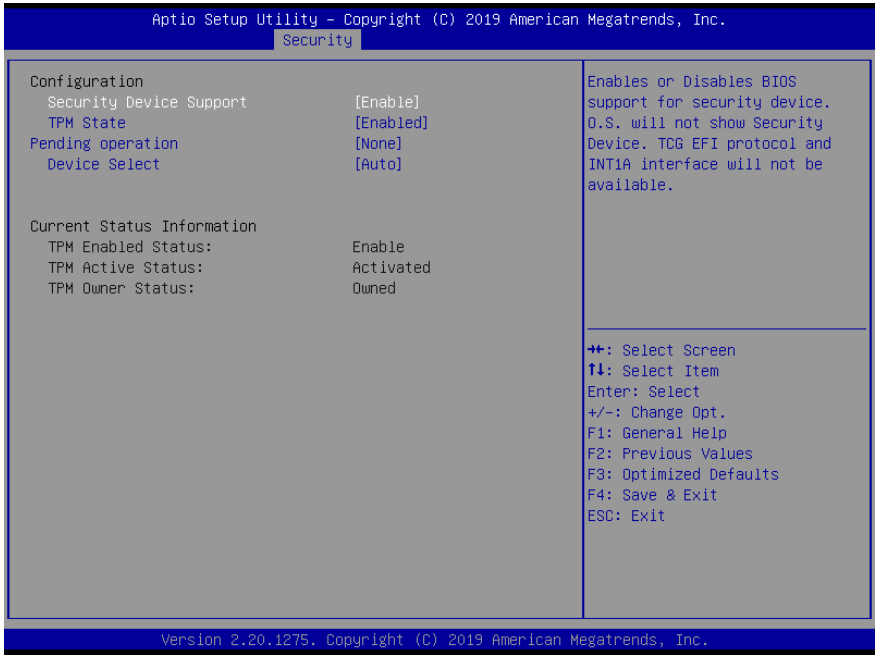 Aptio Setup Utility – Copyright (C) 2019 American Megatrends, Inc.
Security
Configuration
Security Device Support [Enable]
TPM State [Enabled]
Pending operation [None]
Device Select [Auto]
Current Status Information
TPM Enabled Status: Enable
TPM Active Status: Activated
TPM Owner Status: Owned
Enables or Disables BIOS
support for security device.
O.S. will not show Security
Device. TCG EFI protocol and
INT1A interface will not be
available.
→←: Select Screen
↑↓: Select Item
Enter: Select
+/-: Change Opt.
F1: General Help
F2: Previous Values
F3: Optimized Defaults
F4: Save & Exit
ESC: Exit
Version 2.20.1275. Copyright (C) 2019 American Megatrends, Inc.